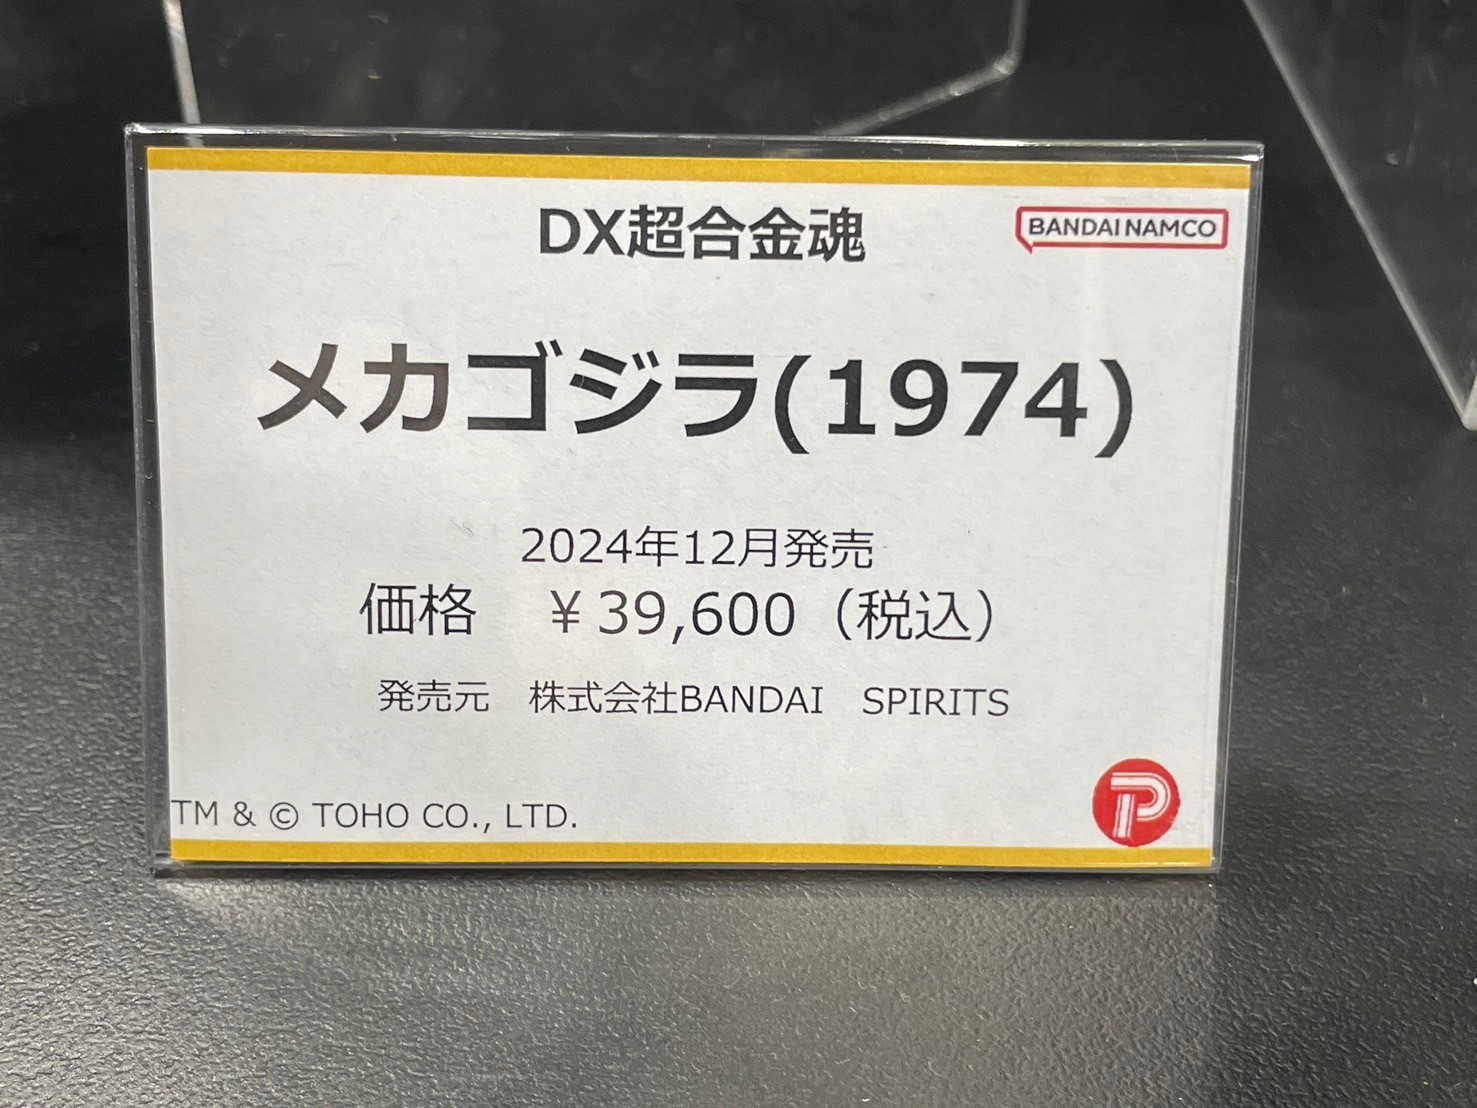 DX超合金魂
BANDAI NAMCO
メカゴジラ(1974)
2024年12月発売
価格　￥39,600（税込）
発売元　株式会社BANDAI　SPIRITS
TM & © TOHO CO., LTD.
P